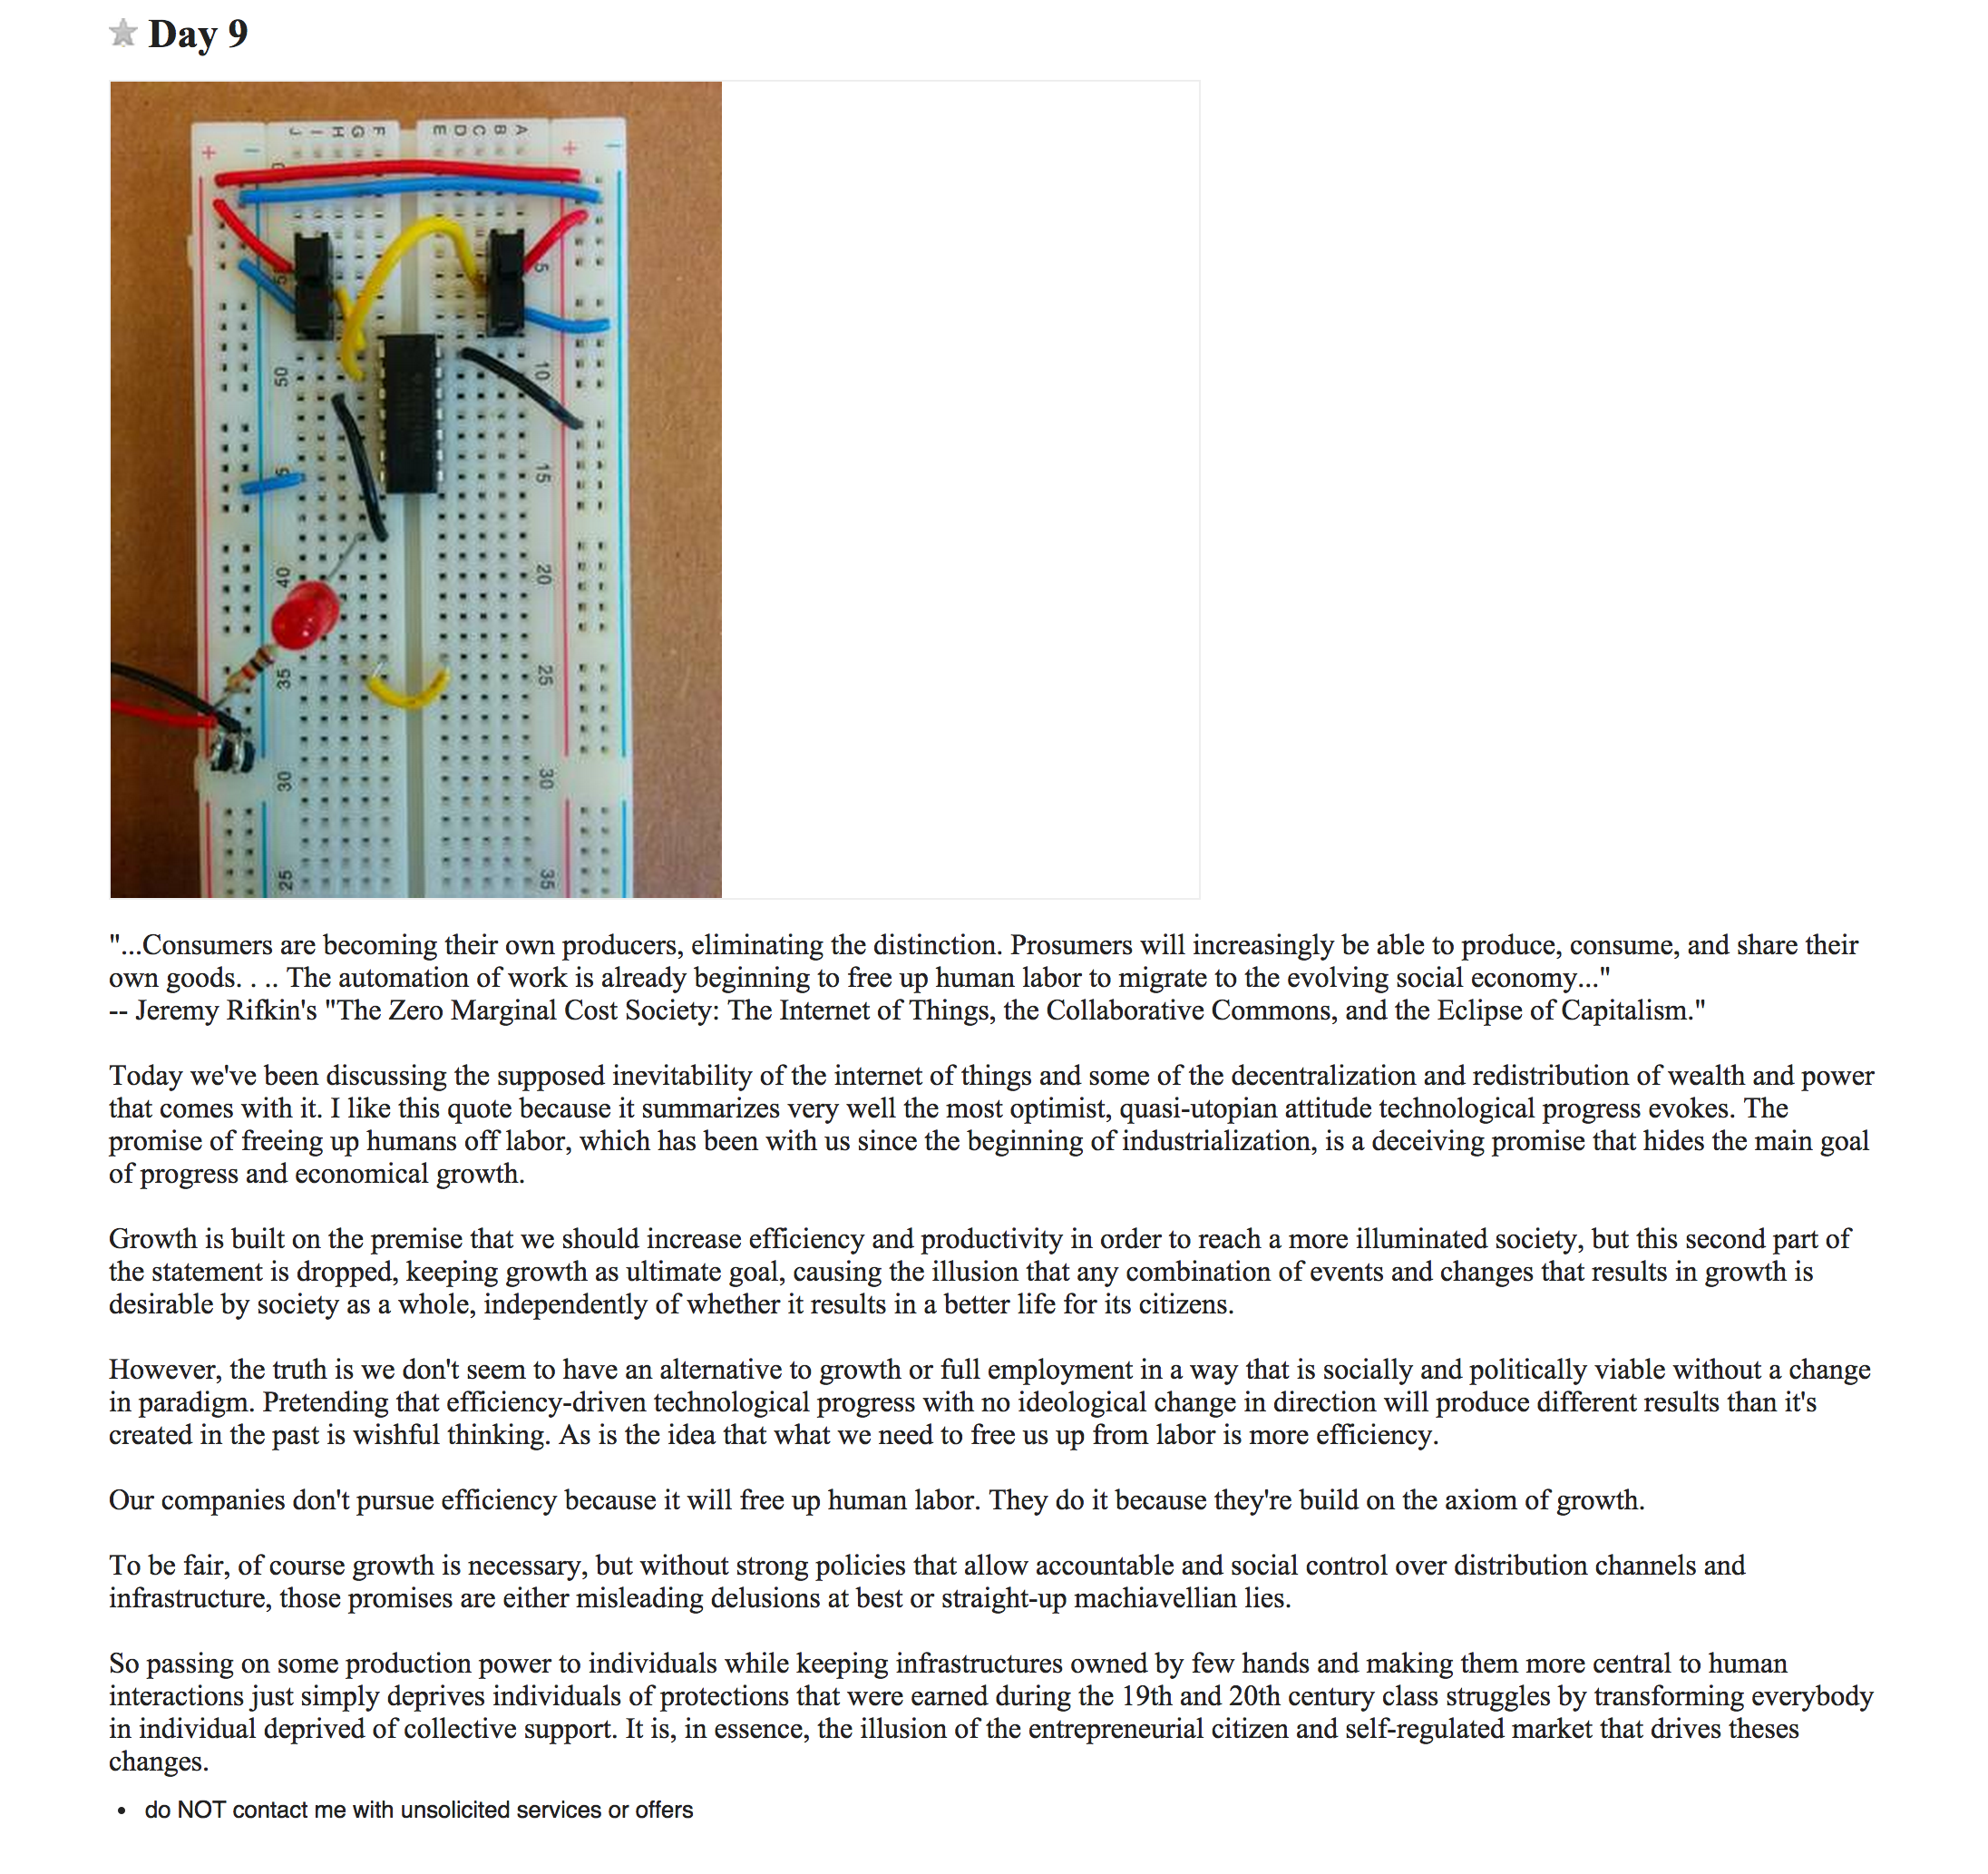 Day 9
J I H G F E D C B A
+ - + -
5
5
50 10
5 15
40 20
35 25
30 30
25 35
"...Consumers are becoming their own producers, eliminating the distinction. Prosumers will increasingly be able to produce, consume, and share their
own goods. . .. The automation of work is already beginning to free up human labor to migrate to the evolving social economy..."
-- Jeremy Rifkin's "The Zero Marginal Cost Society: The Internet of Things, the Collaborative Commons, and the Eclipse of Capitalism."
Today we've been discussing the supposed inevitability of the internet of things and some of the decentralization and redistribution of wealth and power
that comes with it. I like this quote because it summarizes very well the most optimist, quasi-utopian attitude technological progress evokes. The
promise of freeing up humans off labor, which has been with us since the beginning of industrialization, is a deceiving promise that hides the main goal
of progress and economical growth.
Growth is built on the premise that we should increase efficiency and productivity in order to reach a more illuminated society, but this second part of
the statement is dropped, keeping growth as ultimate goal, causing the illusion that any combination of events and changes that results in growth is
desirable by society as a whole, independently of whether it results in a better life for its citizens.
However, the truth is we don't seem to have an alternative to growth or full employment in a way that is socially and politically viable without a change
in paradigm. Pretending that efficiency-driven technological progress with no ideological change in direction will produce different results than it's
created in the past is wishful thinking. As is the idea that what we need to free us up from labor is more efficiency.
Our companies don't pursue efficiency because it will free up human labor. They do it because they're build on the axiom of growth.
To be fair, of course growth is necessary, but without strong policies that allow accountable and social control over distribution channels and
infrastructure, those promises are either misleading delusions at best or straight-up machiavellian lies.
So passing on some production power to individuals while keeping infrastructures owned by few hands and making them more central to human
interactions just simply deprives individuals of protections that were earned during the 19th and 20th century class struggles by transforming everybody
in individual deprived of collective support. It is, in essence, the illusion of the entrepreneurial citizen and self-regulated market that drives theses
changes.
• do NOT contact me with unsolicited services or offers